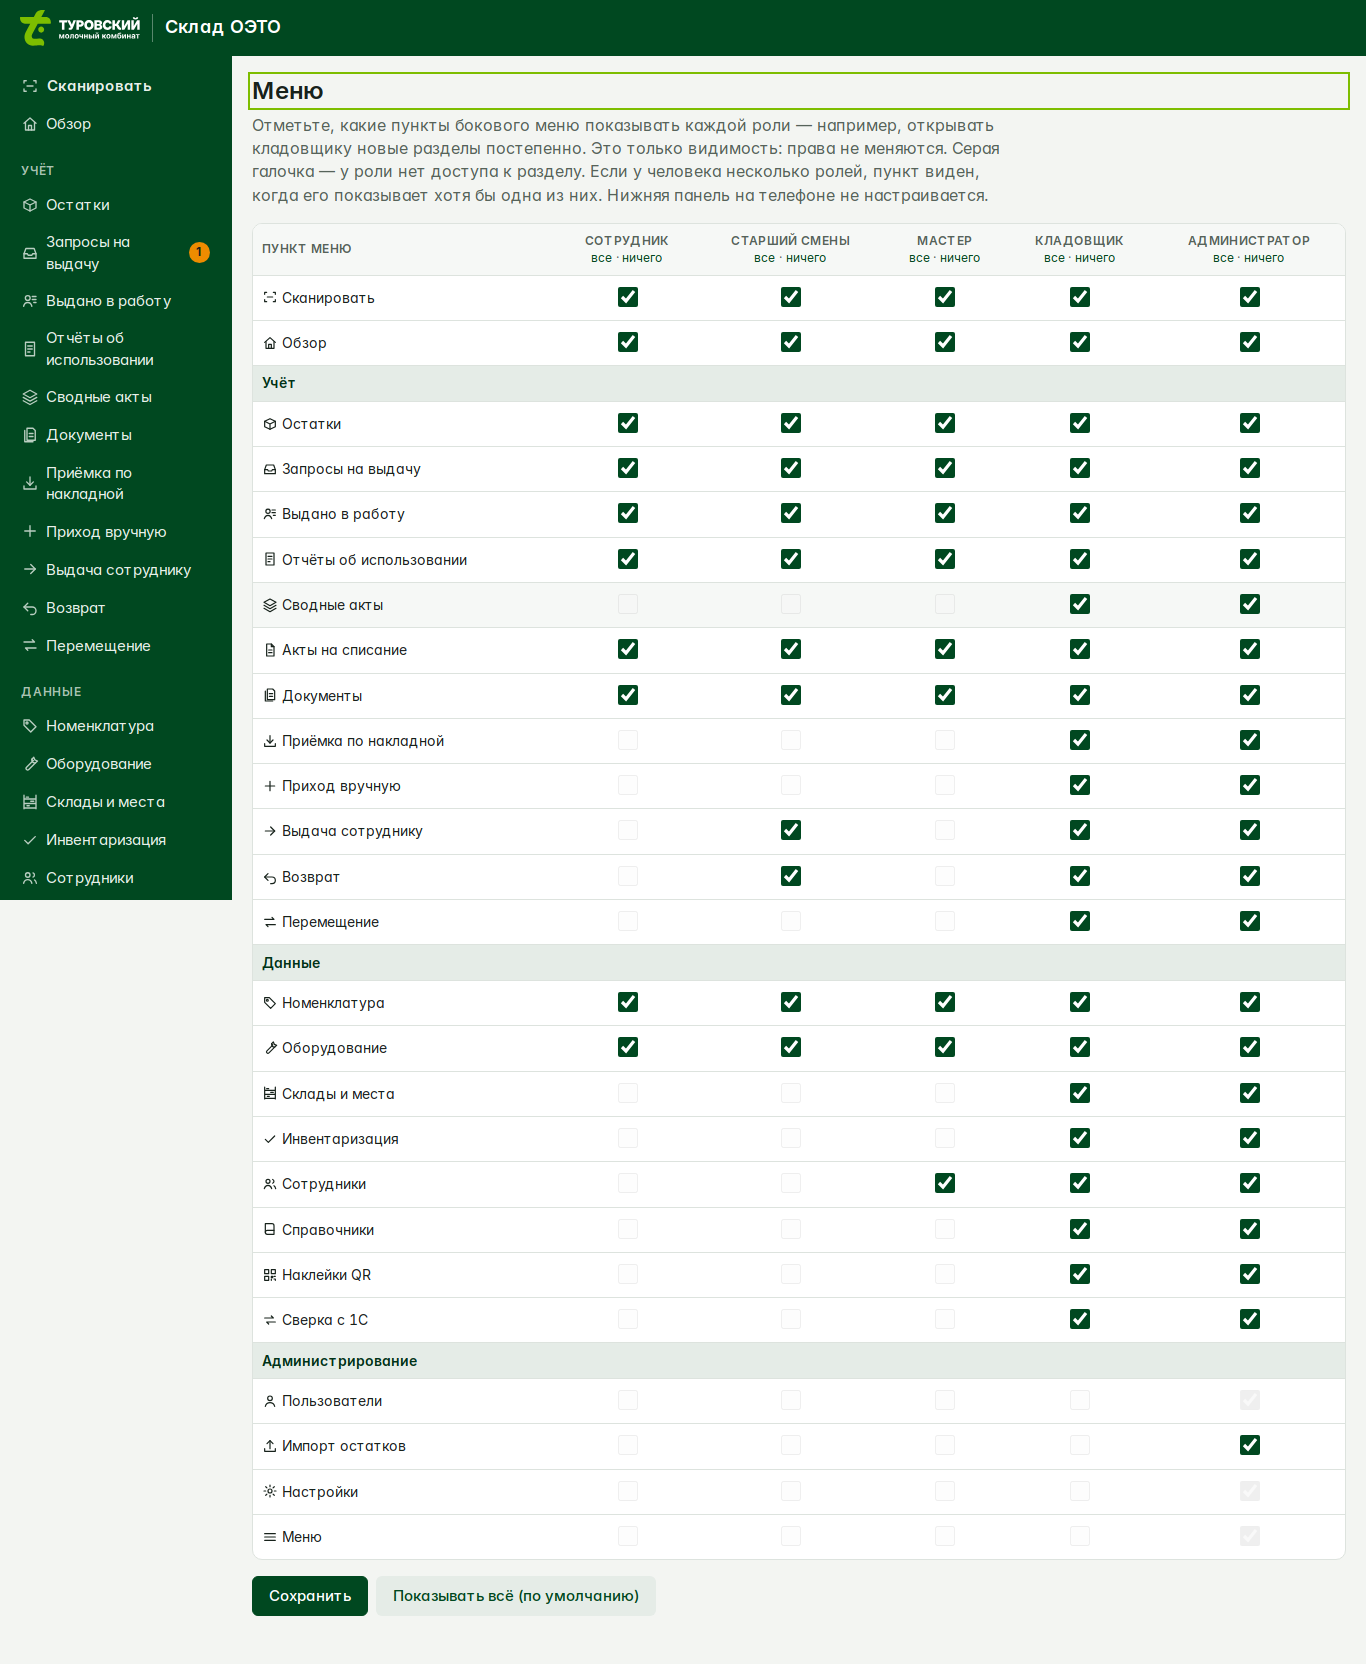 ТУРОВСКИЙ
МОЛОЧНЫЙ КОМБИНАТ
Склад ОЭТО
Сканировать
Обзор
УЧЁТ
Остатки
Запросы на
выдачу
1
Выдано в работу
Отчёты об
использовании
Сводные акты
Документы
Приёмка по
накладной
Приход вручную
Выдача сотруднику
Возврат
Перемещение
ДАННЫЕ
Номенклатура
Оборудование
Склады и места
Инвентаризация
Сотрудники
Меню
Отметьте, какие пункты бокового меню показывать каждой роли — например, открывать
кладовщику новые разделы постепенно. Это только видимость: права не меняются. Серая
галочка — у роли нет доступа к разделу. Если у человека несколько ролей, пункт виден,
когда его показывает хотя бы одна из них. Нижняя панель на телефоне не настраивается.
ПУНКТ МЕНЮ СОТРУДНИК СТАРШИЙ СМЕНЫ МАСТЕР КЛАДОВЩИК АДМИНИСТРАТОР
все · ничего все · ничего все · ничего все · ничего все · ничего
Сканировать
Обзор
Учёт
Остатки
Запросы на выдачу
Выдано в работу
Отчёты об использовании
Сводные акты
Акты на списание
Документы
Приёмка по накладной
Приход вручную
Выдача сотруднику
Возврат
Перемещение
Данные
Номенклатура
Оборудование
Склады и места
Инвентаризация
Сотрудники
Справочники
Наклейки QR
Сверка с 1С
Администрирование
Пользователи
Импорт остатков
Настройки
Меню
Сохранить
Показывать всё (по умолчанию)